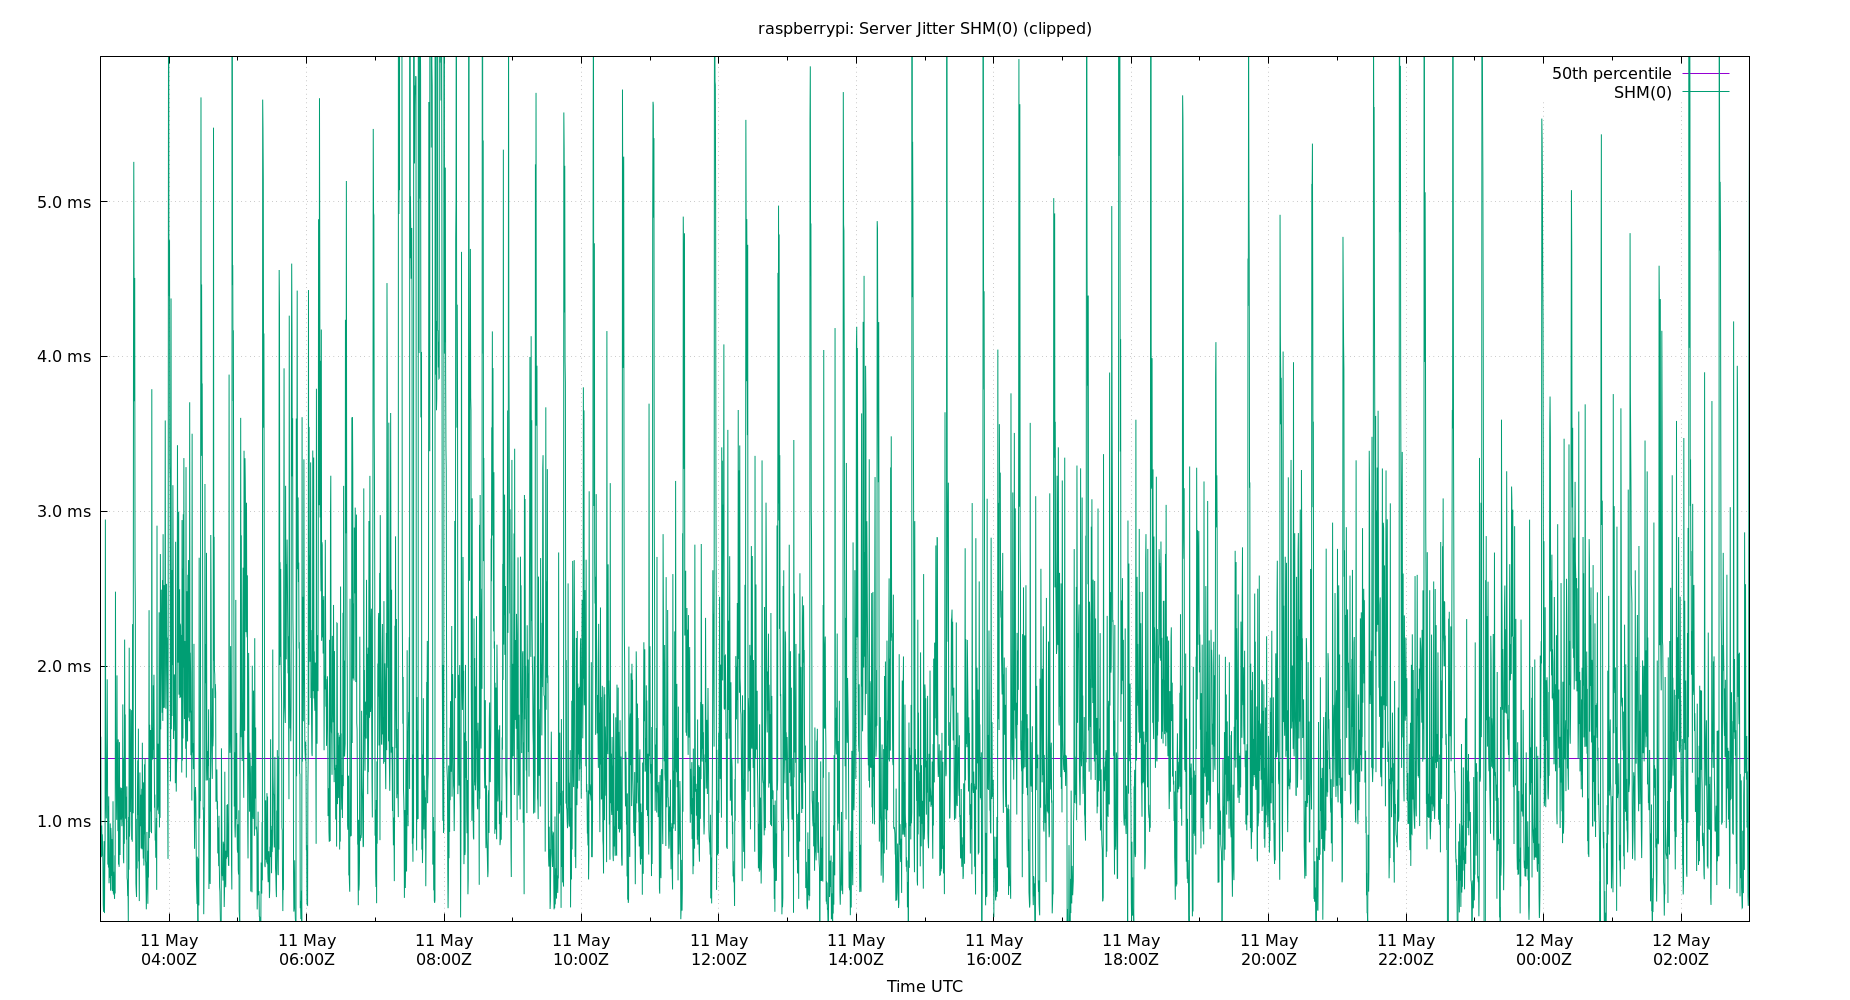 raspberrypi: Server Jitter SHM(0) (clipped)
50th percentile
SHM(0)
5.0 ms
4.0 ms
3.0 ms
2.0 ms
1.0 ms
11 May 11 May 11 May 11 May 11 May 11 May 11 May 11 May 11 May 11 May 12 May 12 May
04:00Z 06:00Z 08:00Z 10:00Z 12:00Z 14:00Z 16:00Z 18:00Z 20:00Z 22:00Z 00:00Z 02:00Z
Time UTC